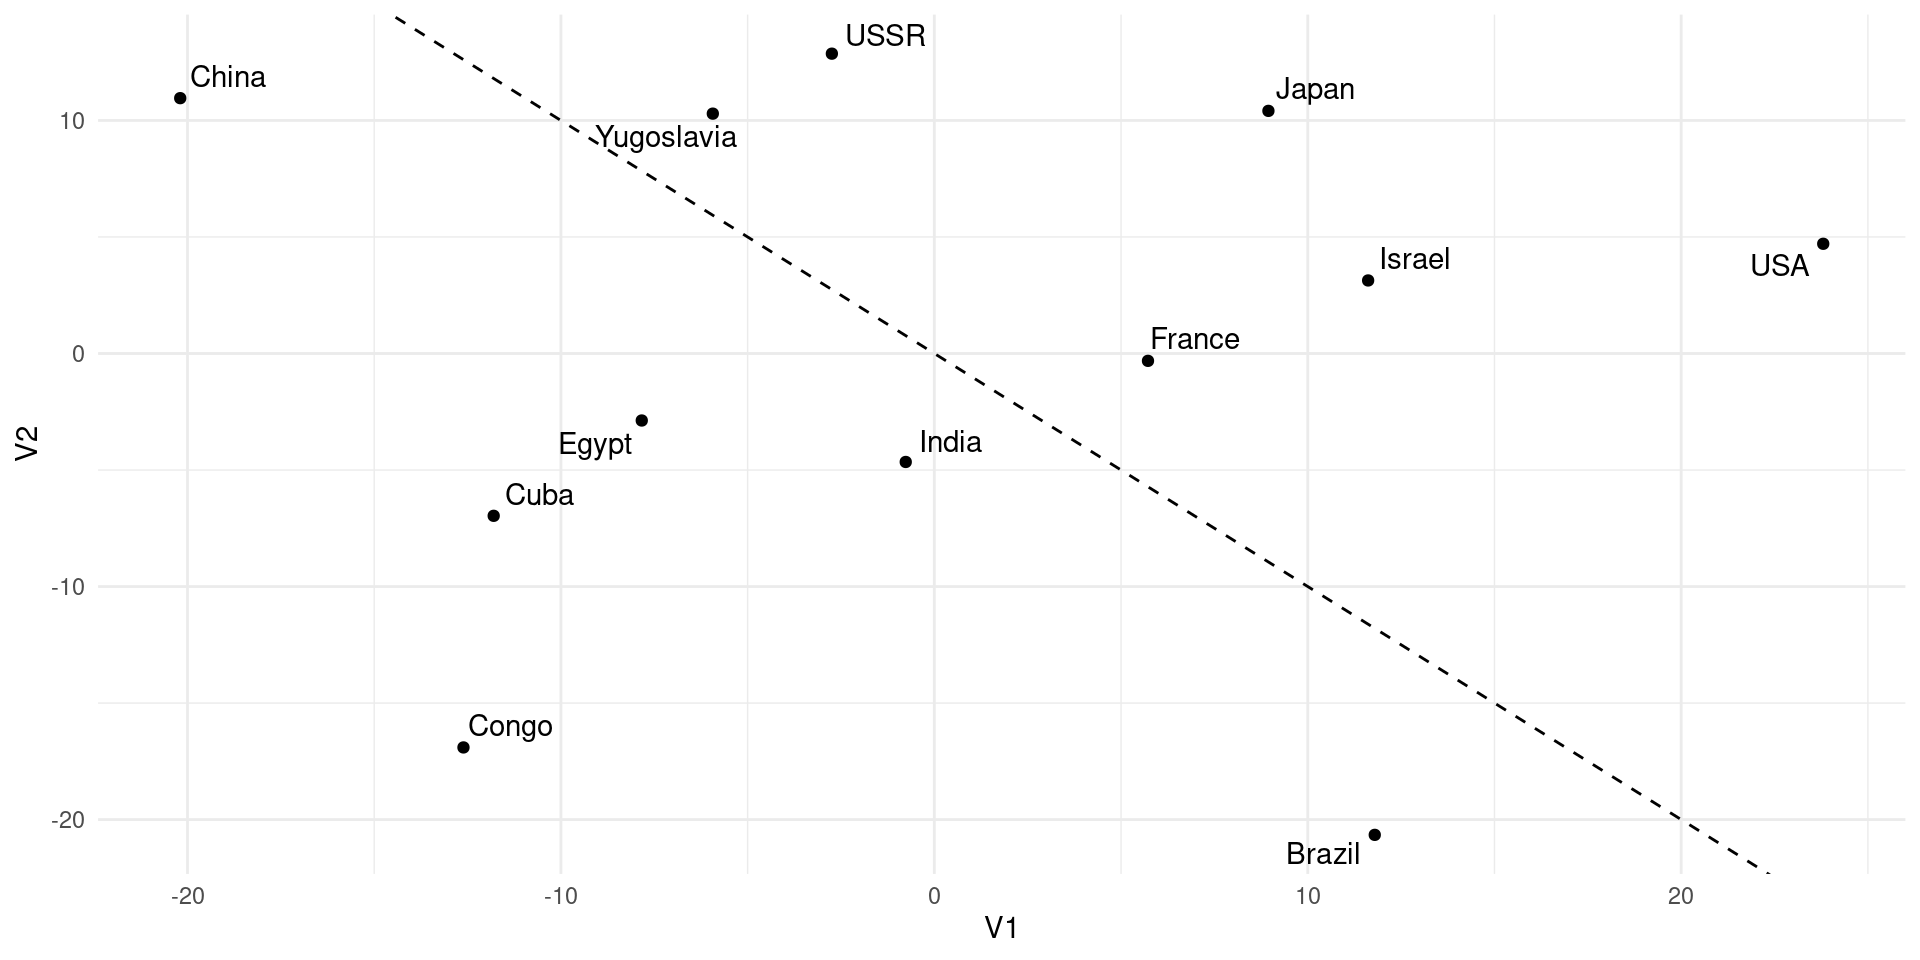 USSR
China
Japan
10
Yugoslavia
Israel
USA
France
0
India
Egypt
V2
Cuba
-10
Congo
-20
Brazil
-20
-10
0
10
20
V1